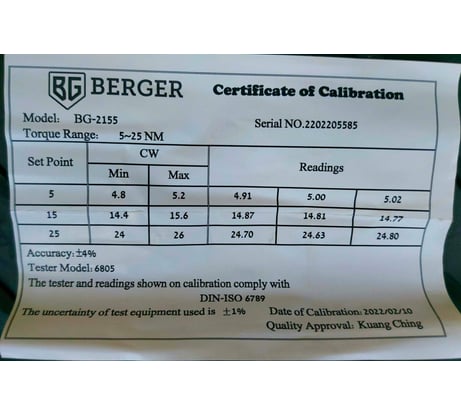 BG BERGER Certificate of Calibration
Model: BG-2155 Serial NO.2202205585
Torque Range: 5~25 NM
Set Point CW Readings
Min Max
5 4.8 5.2 4.91 5.00 5.02
15 14.4 15.6 14.87 14.81 14.77
25 24 26 24.70 24.63 24.80
Accuracy: ±4%
Tester Model: 6805
The tester and readings shown on calibration comply with
DIN-ISO 6789
The uncertainty of test equipment used is ±1% Date of Calibration: 2022/02/10
Quality Approval: Kuang Ching